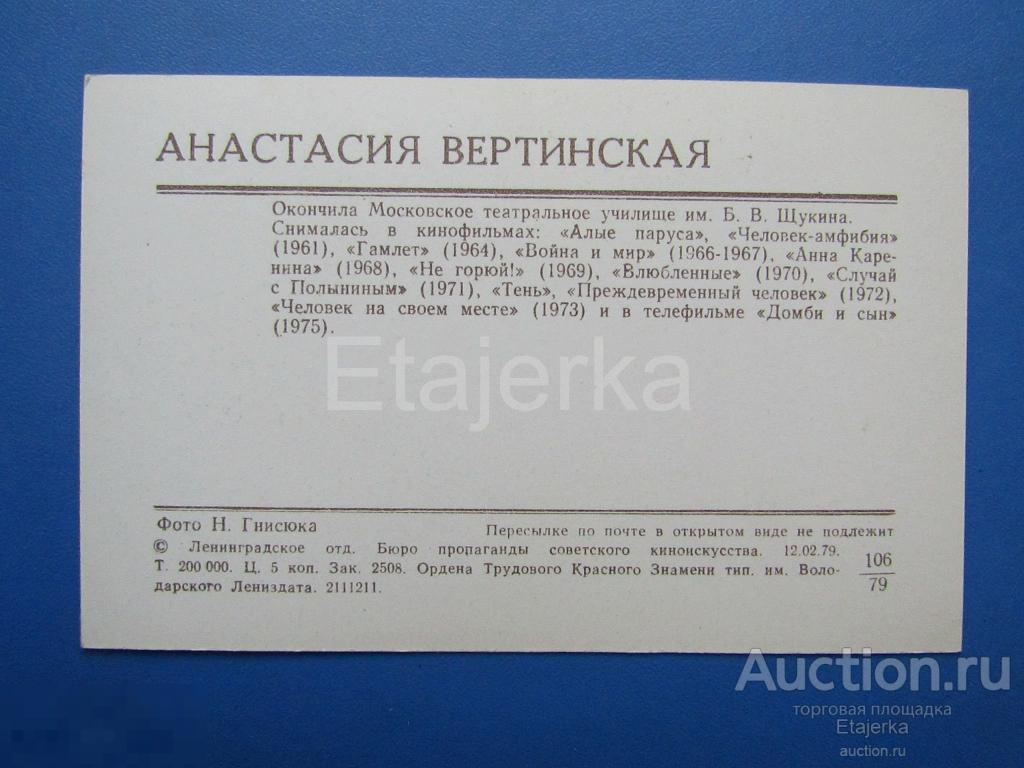 АНАСТАСИЯ ВЕРТИНСКАЯ
Окончила Московское театральное училище им. Б. В. Щукина.
Снималась в кинофильмах: «Алые паруса», «Человек-амфибия»
(1961), «Гамлет» (1964), «Война и мир» (1966-1967), «Анна Каре-
нина» (1968), «Не горюй!» (1969), «Влюбленные» (1970), «Случай
с Полыниным» (1971), «Тень», «Преждевременный человек» (1972),
«Человек на своем месте» (1973) и в телефильме «Домби и сын»
(1975).
Etajerka
Фото Н. Гнисюка
Пересылке по почте в открытом виде не подлежит
© Ленинградское отд. Бюро пропаганды советского киноискусства. 12.02.79.
Т. 200 000. Ц. 5 коп. Зак. 2508. Ордена Трудового Красного Знамени тип. им. Воло-
дарского Лениздата. 2111211.
106
79
Auction.ru
торговая площадка
Etajerka
auction.ru